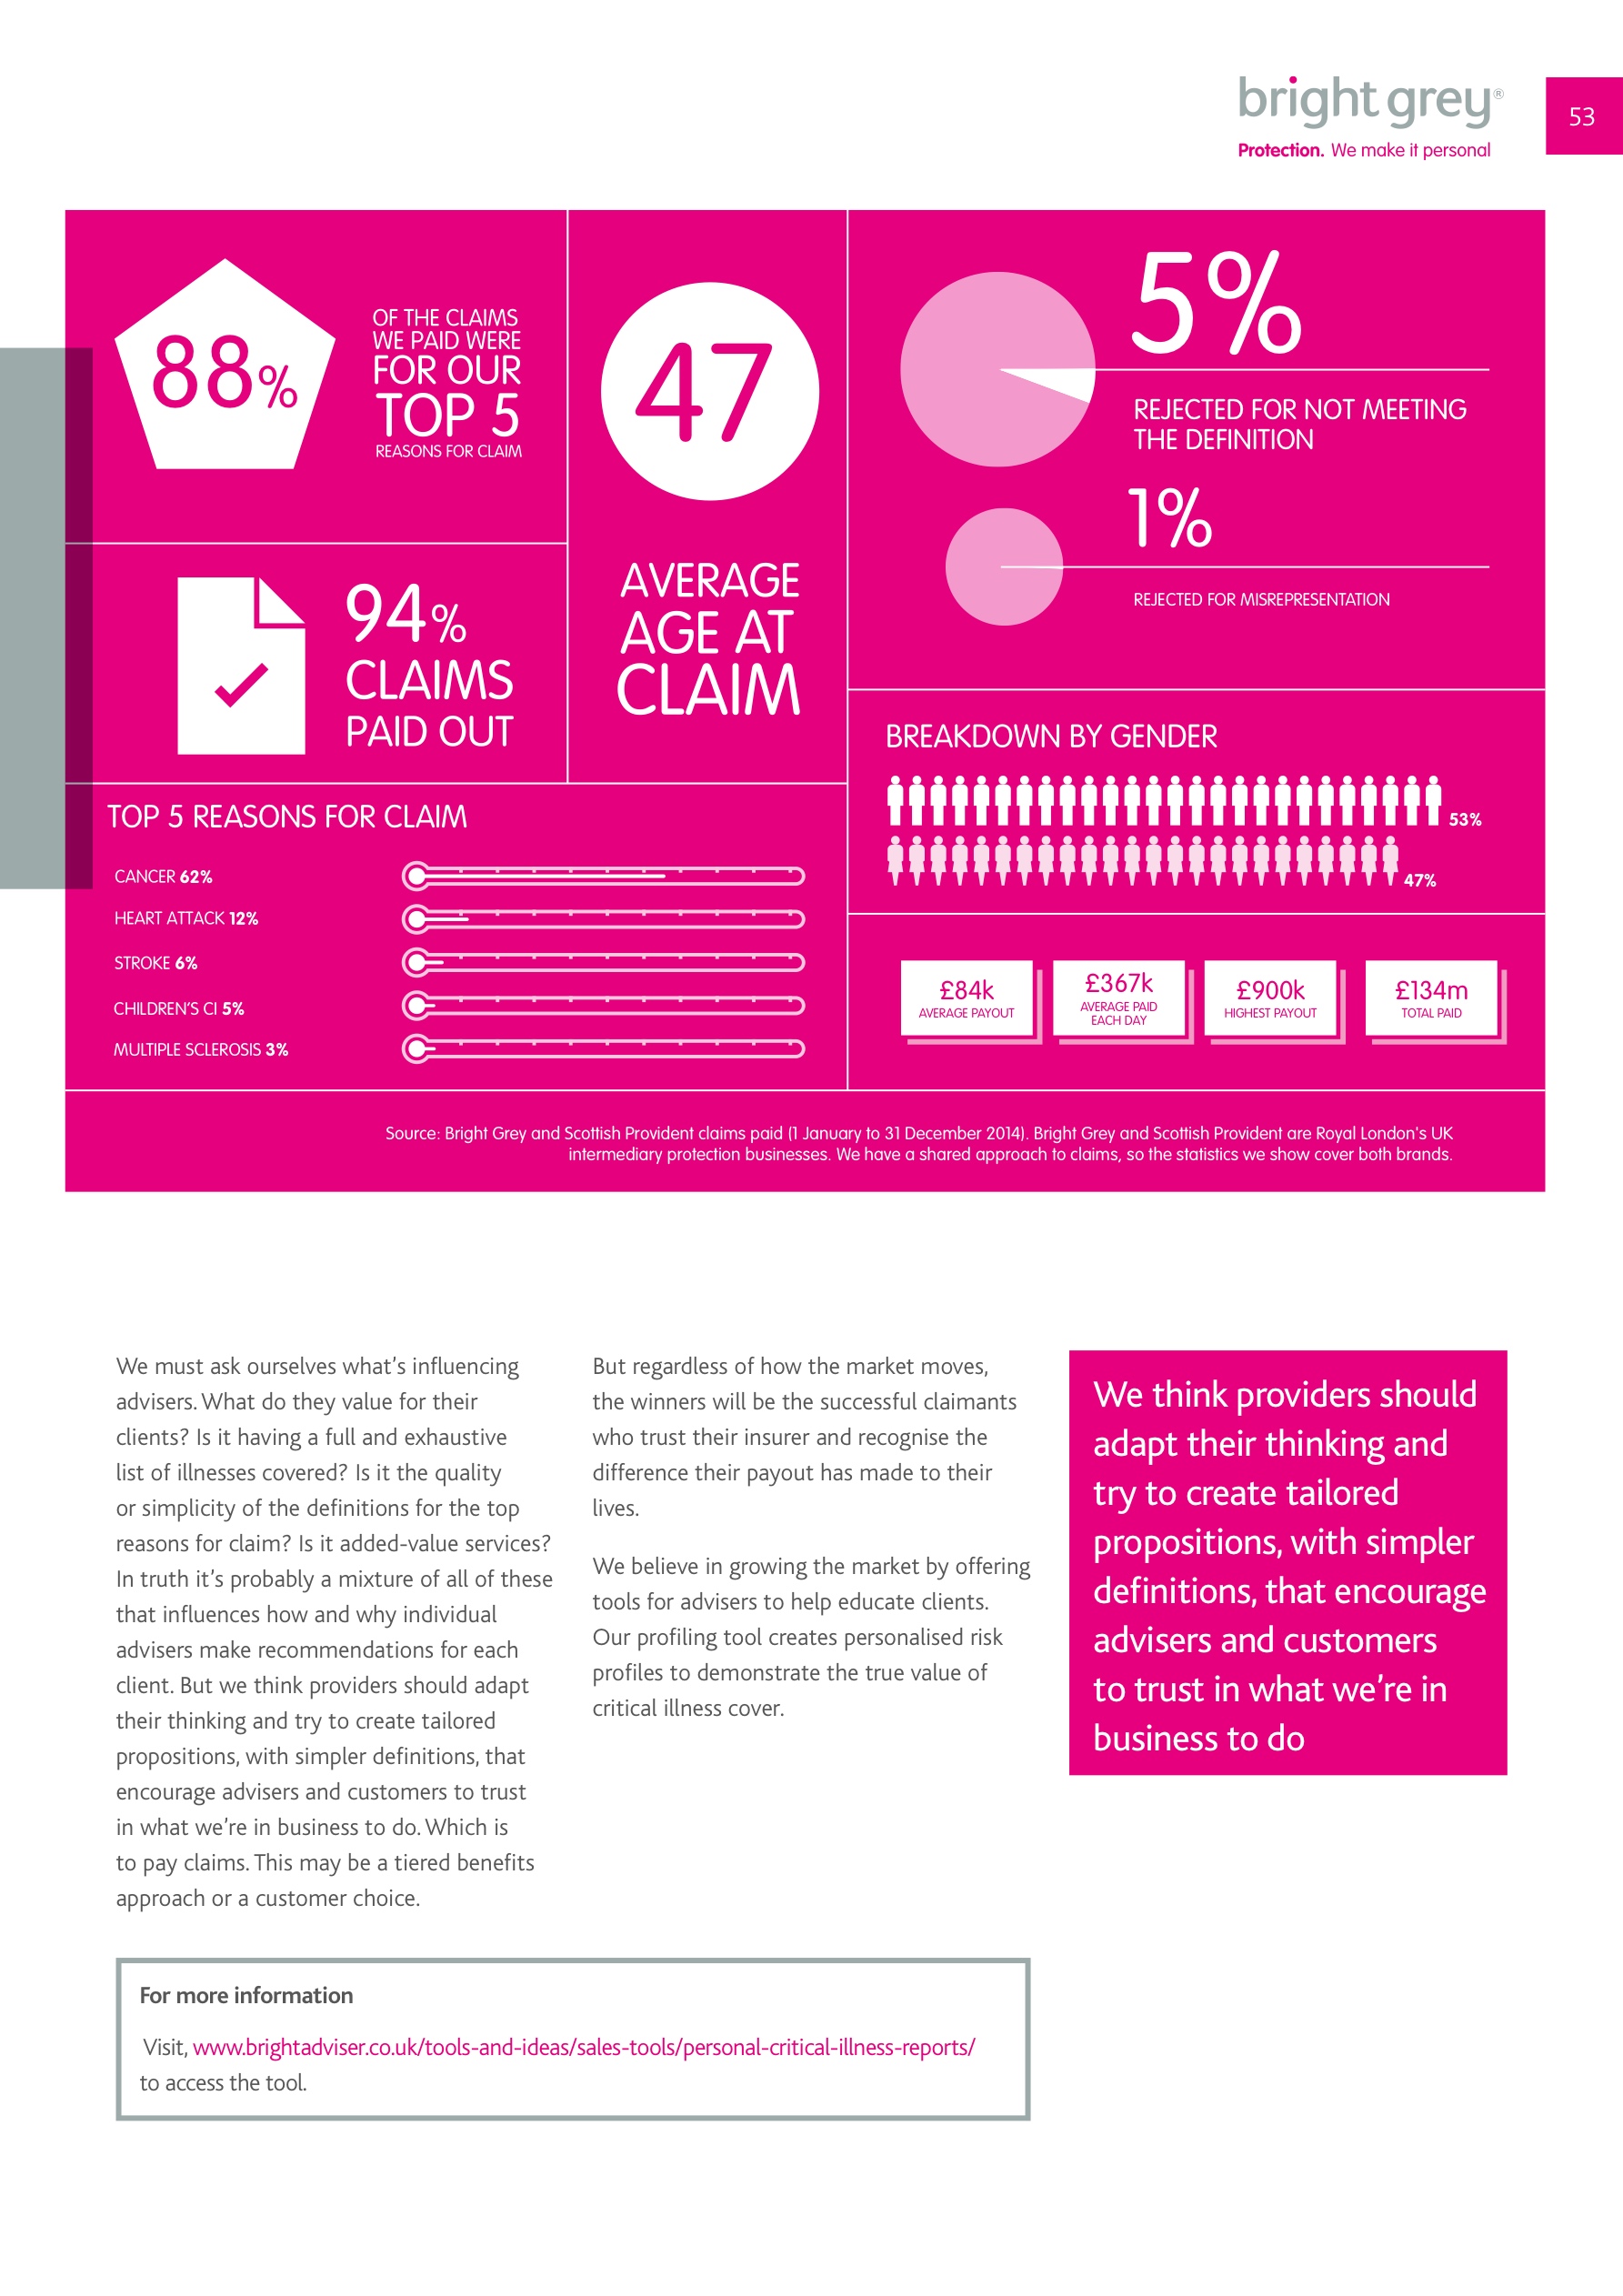 bright grey®
Protection. We make it personal
53
88%
OF THE CLAIMS
WE PAID WERE
FOR OUR
TOP 5
REASONS FOR CLAIM
94%
CLAIMS
PAID OUT
47
AVERAGE
AGE AT
CLAIM
5%
REJECTED FOR NOT MEETING
THE DEFINITION
1%
REJECTED FOR MISREPRESENTATION
BREAKDOWN BY GENDER
53%
47%
TOP 5 REASONS FOR CLAIM
CANCER 62%
HEART ATTACK 12%
STROKE 6%
CHILDREN'S CI 5%
MULTIPLE SCLEROSIS 3%
£84k
AVERAGE PAYOUT
£367k
AVERAGE PAID
EACH DAY
£900k
HIGHEST PAYOUT
£134m
TOTAL PAID
Source: Bright Grey and Scottish Provident claims paid (1 January to 31 December 2014). Bright Grey and Scottish Provident are Royal London's UK
intermediary protection businesses. We have a shared approach to claims, so the statistics we show cover both brands.
We must ask ourselves what's influencing
advisers. What do they value for their
clients? Is it having a full and exhaustive
list of illnesses covered? Is it the quality
or simplicity of the definitions for the top
reasons for claim? Is it added-value services?
In truth it's probably a mixture of all of these
that influences how and why individual
advisers make recommendations for each
client. But we think providers should adapt
their thinking and try to create tailored
propositions, with simpler definitions, that
encourage advisers and customers to trust
in what we're in business to do. Which is
to pay claims. This may be a tiered benefits
approach or a customer choice.
But regardless of how the market moves,
the winners will be the successful claimants
who trust their insurer and recognise the
difference their payout has made to their
lives.
We believe in growing the market by offering
tools for advisers to help educate clients.
Our profiling tool creates personalised risk
profiles to demonstrate the true value of
critical illness cover.
We think providers should
adapt their thinking and
try to create tailored
propositions, with simpler
definitions, that encourage
advisers and customers
to trust in what we're in
business to do
For more information
Visit, www.brightadviser.co.uk/tools-and-ideas/sales-tools/personal-critical-illness-reports/
to access the tool.